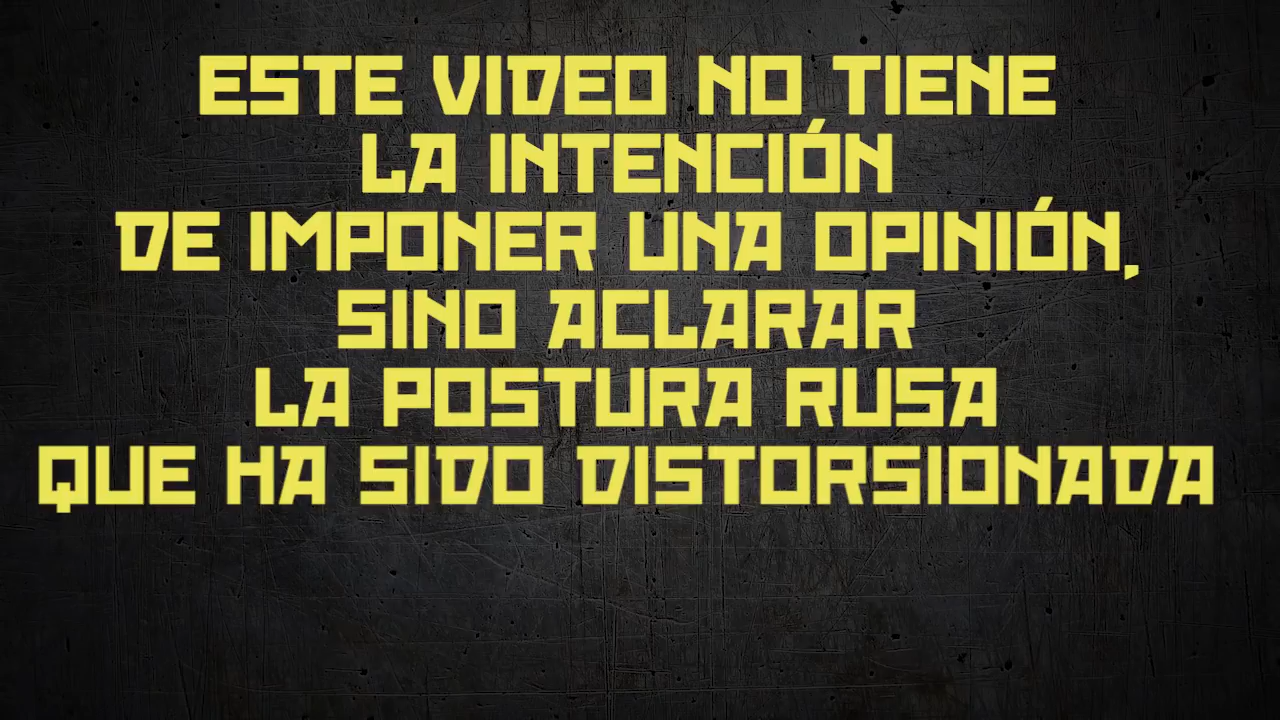 ESTE VIDEO NO TIENE
LA INTENCIÓN
DE IMPONER UNA OPINIÓN,
SINO ACLARAR
LA POSTURA RUSA
QUE HA SIDO DISTORSIONADA